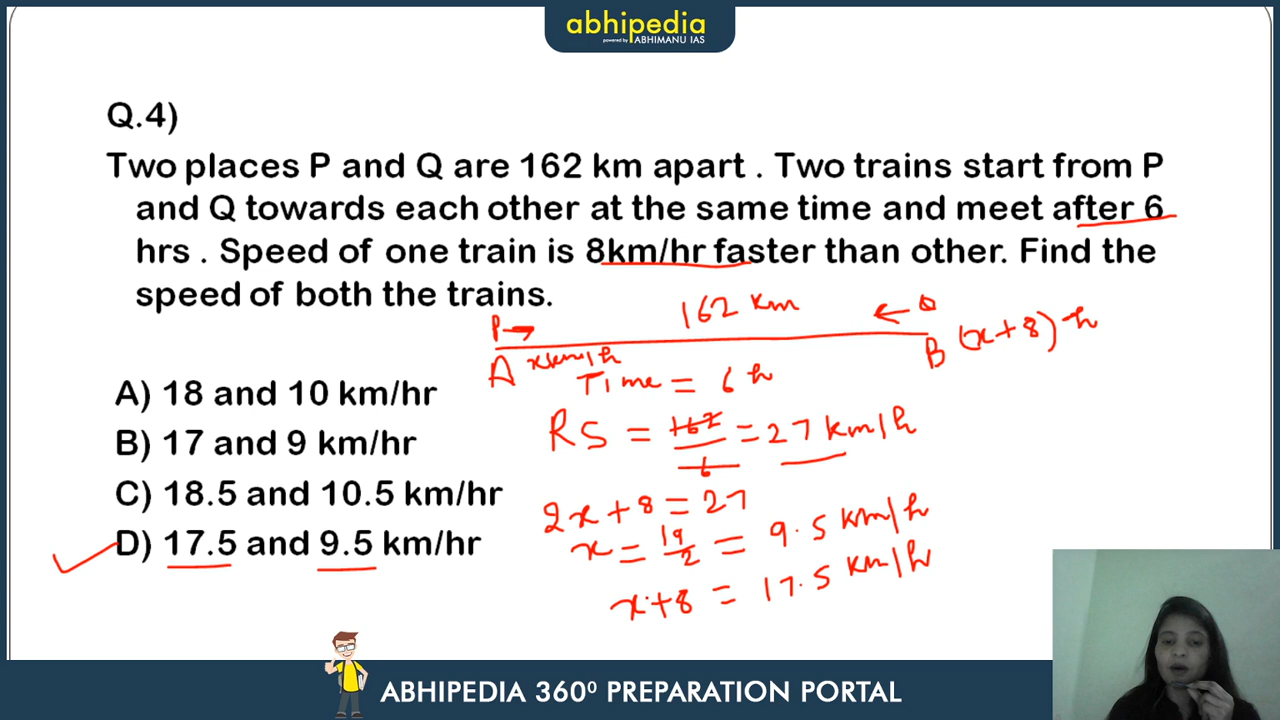 abhipedia
powered by ABHIMANU IAS
Q.4)
Two places P and Q are 162 km apart . Two trains start from P
and Q towards each other at the same time and meet after 6
hrs . Speed of one train is 8km/hr faster than other. Find the
speed of both the trains.
P→ 162 km ← Q
A x km/h B (x+8) h
Time = 6 h
A) 18 and 10 km/hr
RS = 162/6 = 27 km/h
B) 17 and 9 km/hr
C) 18.5 and 10.5 km/hr
2x + 8 = 27
D) 17.5 and 9.5 km/hr
x = 19/2 = 9.5 km/h
x+8 = 17.5 km/h
ABHIPEDIA 360⁰ PREPARATION PORTAL